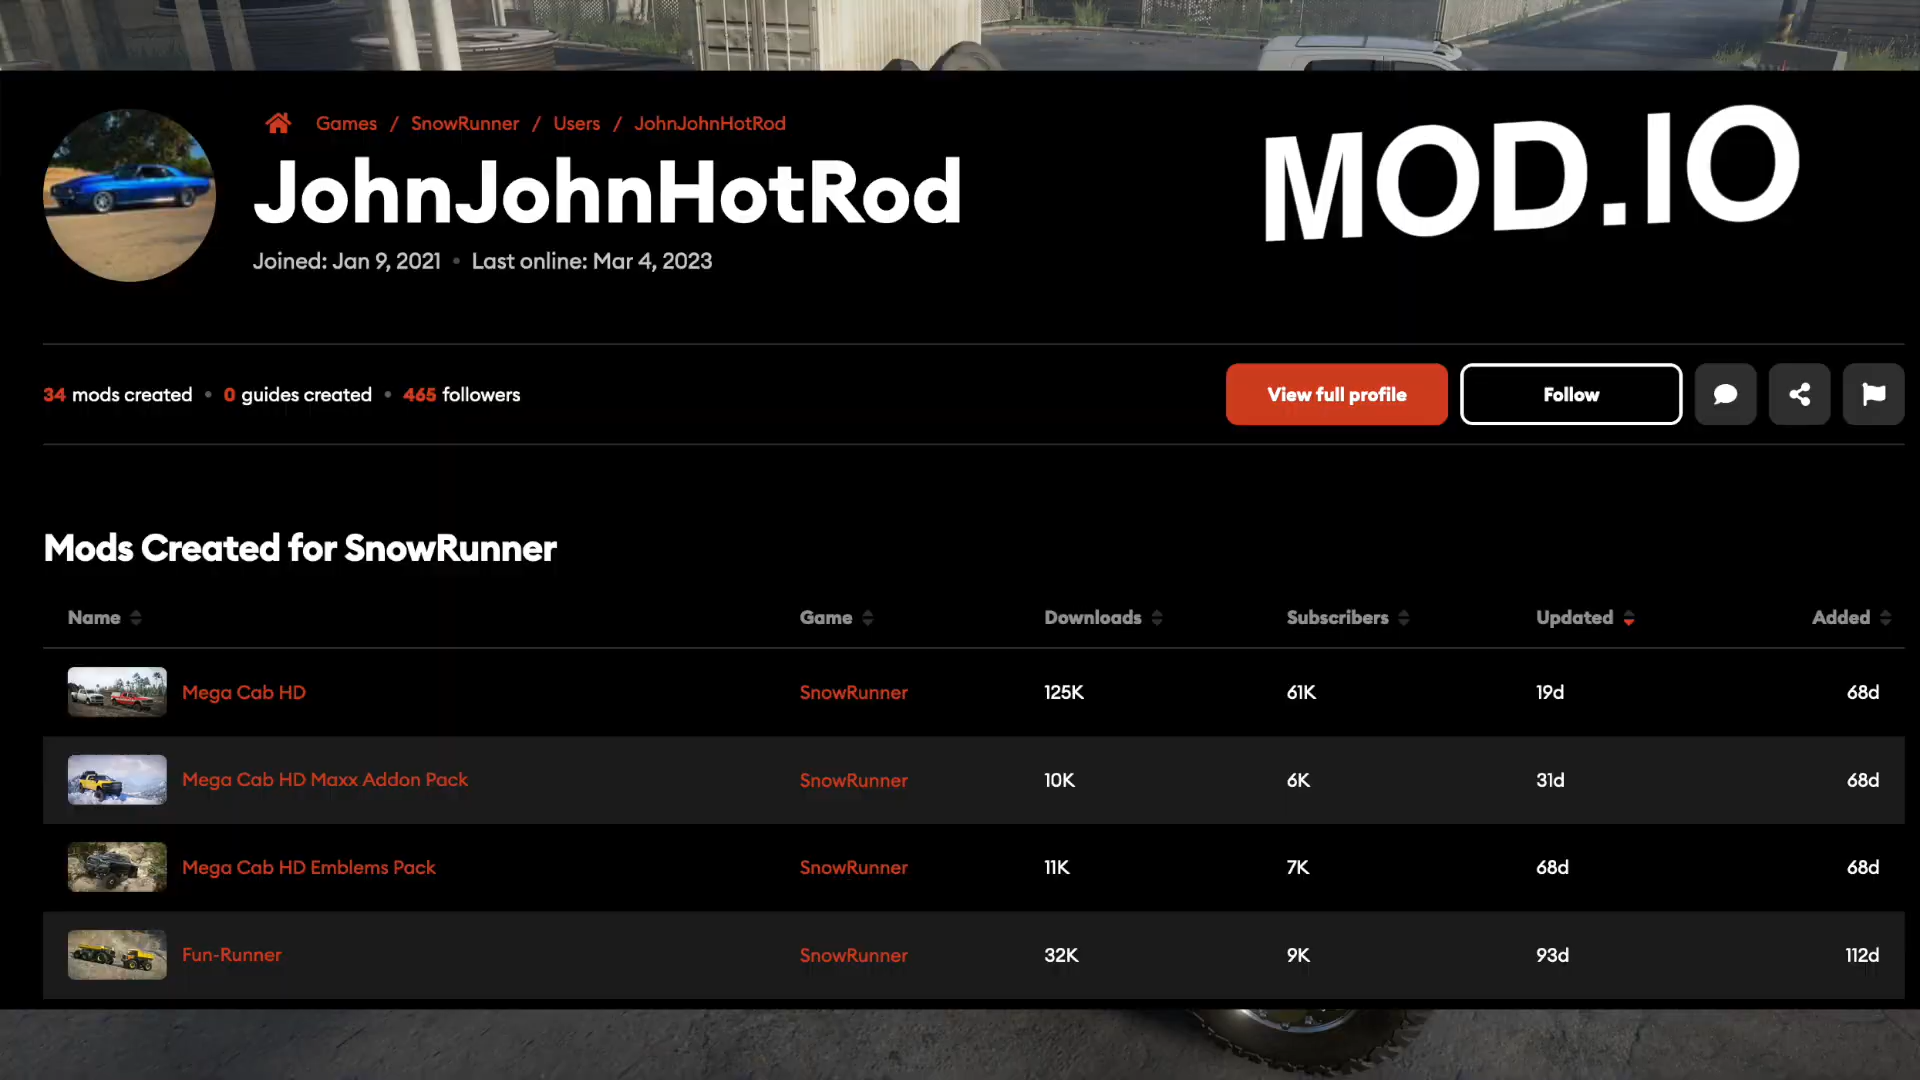 Games / SnowRunner / Users / JohnJohnHotRod
JohnJohnHotRod
MOD.IO
Joined: Jan 9, 2021 • Last online: Mar 4, 2023
34 mods created • 0 guides created • 465 followers
View full profile
Follow
Mods Created for SnowRunner
Name Game Downloads Subscribers Updated Added
Mega Cab HD SnowRunner 125K 61K 19d 68d
Mega Cab HD Maxx Addon Pack SnowRunner 10K 6K 31d 68d
Mega Cab HD Emblems Pack SnowRunner 11K 7K 68d 68d
Fun-Runner SnowRunner 32K 9K 93d 112d